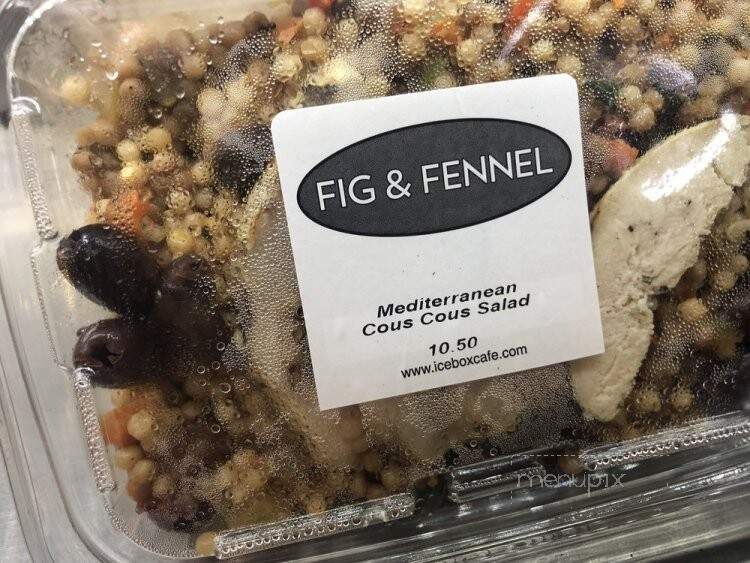 FIG & FENNEL
Mediterranean
Cous Cous Salad
10.50
www.iceboxcafe.com
menupix